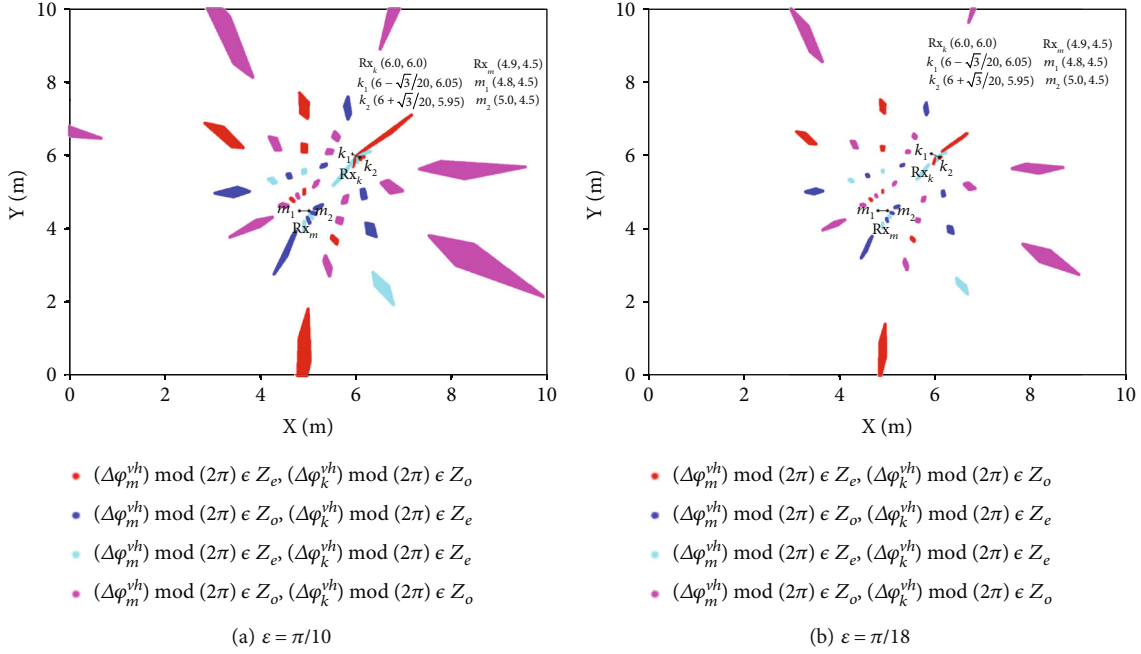 10
8
6
4
2
0
Y (m)
Rx_k (6.0, 6.0) Rx_m (4.9, 4.5)
k_1 (6 − √3/20, 6.05) m_1 (4.8, 4.5)
k_2 (6 + √3/20, 5.95) m_2 (5.0, 4.5)
k_1
k_2
Rx_k
m_1
m_2
Rx_m
0 2 4 6 8 10
X (m)
(Δφ_m^{vh}) mod (2π) ϵ Z_e, (Δφ_k^{vh}) mod (2π) ϵ Z_o
(Δφ_m^{vh}) mod (2π) ϵ Z_o, (Δφ_k^{vh}) mod (2π) ϵ Z_e
(Δφ_m^{vh}) mod (2π) ϵ Z_e, (Δφ_k^{vh}) mod (2π) ϵ Z_e
(Δφ_m^{vh}) mod (2π) ϵ Z_o, (Δφ_k^{vh}) mod (2π) ϵ Z_o
(a) ε = π/10
10
8
6
4
2
0
Y (m)
Rx_k (6.0, 6.0) Rx_m (4.9, 4.5)
k_1 (6 − √3/20, 6.05) m_1 (4.8, 4.5)
k_2 (6 + √3/20, 5.95) m_2 (5.0, 4.5)
k_1
k_2
Rx_k
m_1
m_2
Rx_m
0 2 4 6 8 10
X (m)
(Δφ_m^{vh}) mod (2π) ϵ Z_e, (Δφ_k^{vh}) mod (2π) ϵ Z_o
(Δφ_m^{vh}) mod (2π) ϵ Z_o, (Δφ_k^{vh}) mod (2π) ϵ Z_e
(Δφ_m^{vh}) mod (2π) ϵ Z_e, (Δφ_k^{vh}) mod (2π) ϵ Z_e
(Δφ_m^{vh}) mod (2π) ϵ Z_o, (Δφ_k^{vh}) mod (2π) ϵ Z_o
(b) ε = π/18